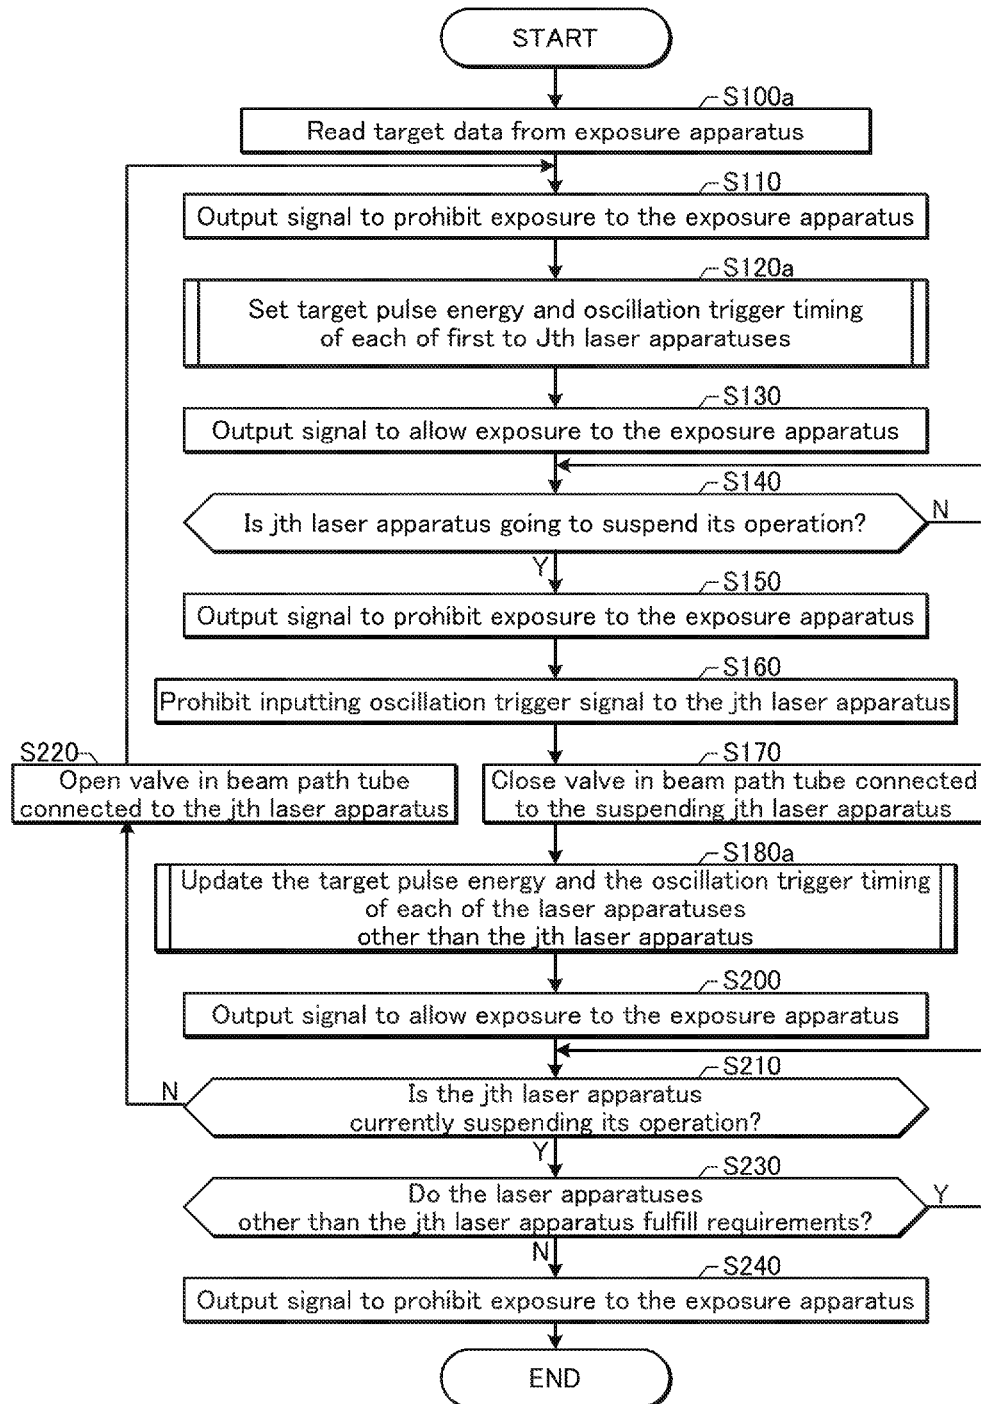 START
S100a
Read target data from exposure apparatus
S110
Output signal to prohibit exposure to the exposure apparatus
S120a
Set target pulse energy and oscillation trigger timing
of each of first to Jth laser apparatuses
S130
Output signal to allow exposure to the exposure apparatus
S140
Is jth laser apparatus going to suspend its operation?
N
Y
S150
Output signal to prohibit exposure to the exposure apparatus
S160
Prohibit inputting oscillation trigger signal to the jth laser apparatus
S220
Open valve in beam path tube
connected to the jth laser apparatus
S170
Close valve in beam path tube connected
to the suspending jth laser apparatus
S180a
Update the target pulse energy and the oscillation trigger timing
of each of the laser apparatuses
other than the jth laser apparatus
S200
Output signal to allow exposure to the exposure apparatus
S210
N
Is the jth laser apparatus
currently suspending its operation?
Y
S230
Do the laser apparatuses
other than the jth laser apparatus fulfill requirements?
Y
N
S240
Output signal to prohibit exposure to the exposure apparatus
END